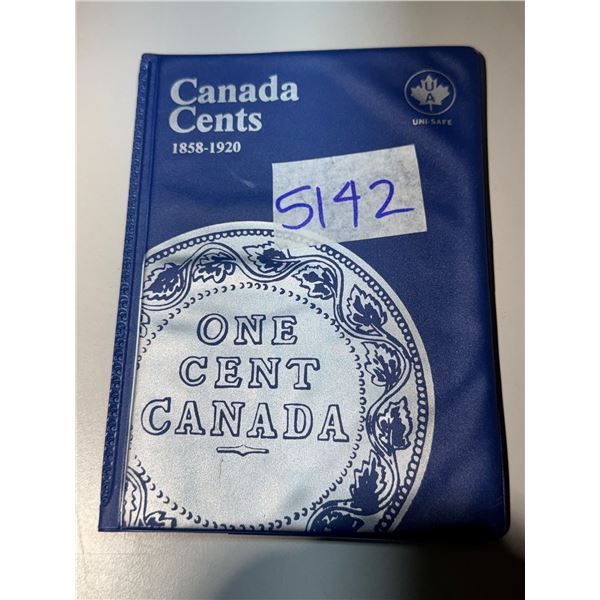 Canada
Cents
1858-1920
U
A
UNI-SAFE
5142
ONE
CENT
CANADA